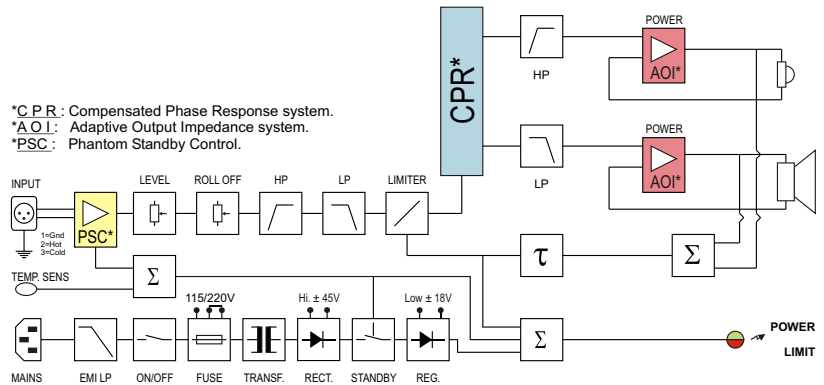 POWER
AOI*
HP
CPR*
*C P R : Compensated Phase Response system.
*A O I : Adaptive Output Impedance system.
*PSC : Phantom Standby Control.
POWER
AOI*
LP
INPUT
LEVEL
ROLL OFF
HP
LP
LIMITER
1=Gnd
2=Hot
3=Cold
PSC*
τ
Σ
TEMP. SENS
Σ
115/220V
Hi. ± 45V
Low ± 18V
Σ
POWER
LIMIT
MAINS
EMI LP
ON/OFF
FUSE
TRANSF.
RECT.
STANDBY
REG.